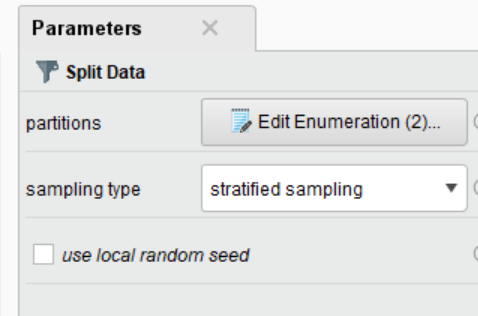 Parameters
Split Data
partitions
Edit Enumeration (2)...
sampling type
stratified sampling
use local random seed